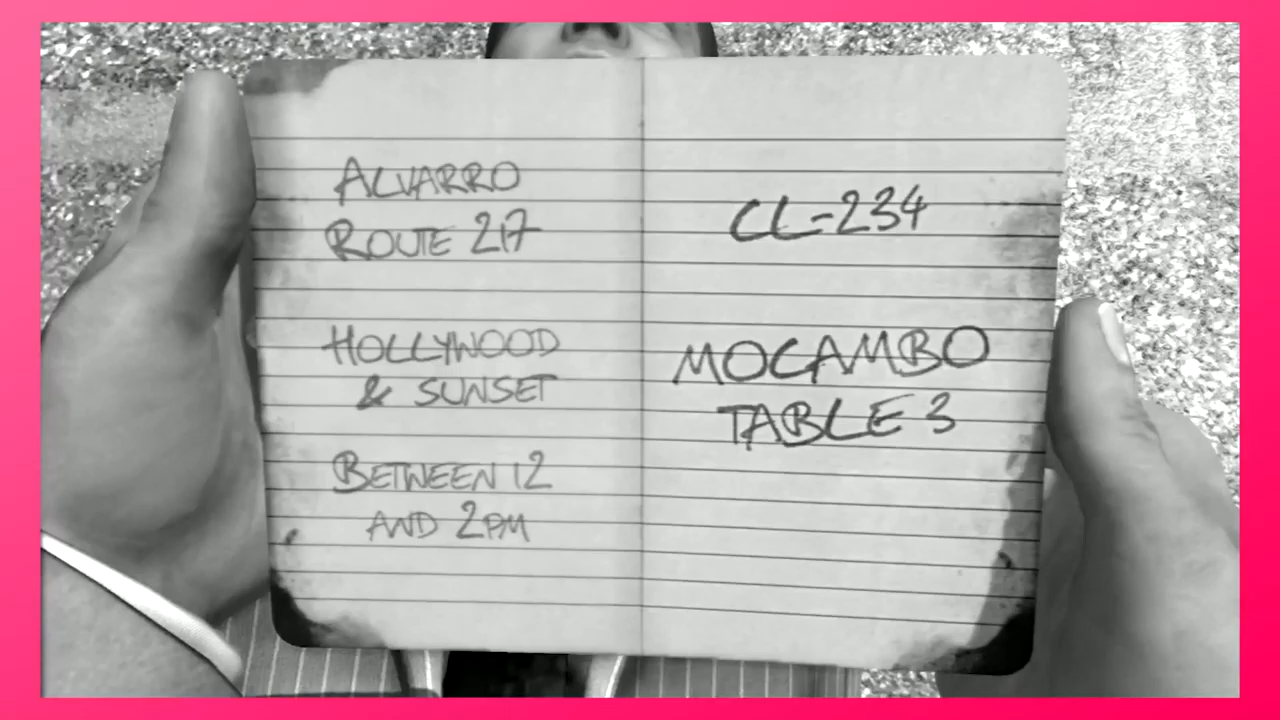 ALVARRO
ROUTE 217
HOLLYWOOD
& SUNSET
BETWEEN 12
AND 2PM
CL-234
MOCAMBO
TABLE 3